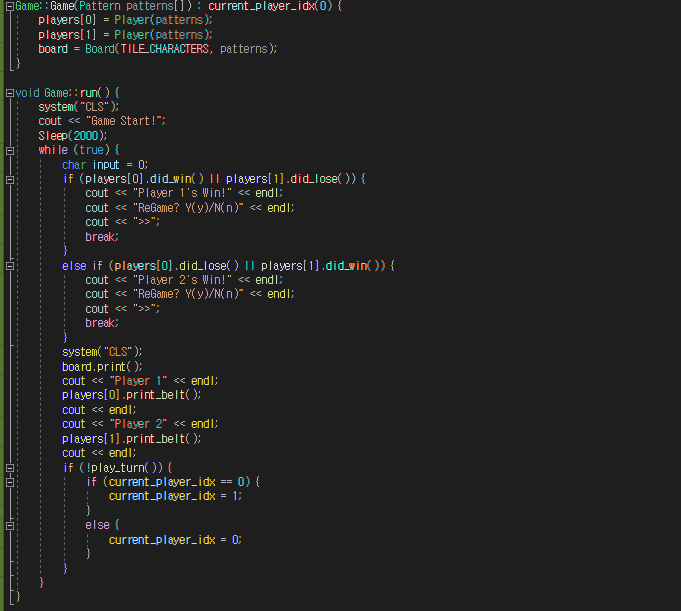 Game::Game(Pattern patterns[]) : current_player_idx(0) {
players[0] = Player(patterns);
players[1] = Player(patterns);
board = Board(TILE_CHARACTERS, patterns);
}
void Game::run() {
system("CLS");
cout << "Game Start!";
Sleep(2000);
while (true) {
char input = 0;
if (players[0].did_win() || players[1].did_lose()) {
cout << "Player 1's Win!" << endl;
cout << "ReGame? Y(y)/N(n)" << endl;
cout << ">>";
break;
}
else if (players[0].did_lose() || players[1].did_win()) {
cout << "Player 2's Win!" << endl;
cout << "ReGame? Y(y)/N(n)" << endl;
cout << ">>";
break;
}
system("CLS");
board.print();
cout << "Player 1" << endl;
players[0].print_belt();
cout << endl;
cout << "Player 2" << endl;
players[1].print_belt();
cout << endl;
if (!play_turn()) {
if (current_player_idx == 0) {
current_player_idx = 1;
}
else {
current_player_idx = 0;
}
}
}
}